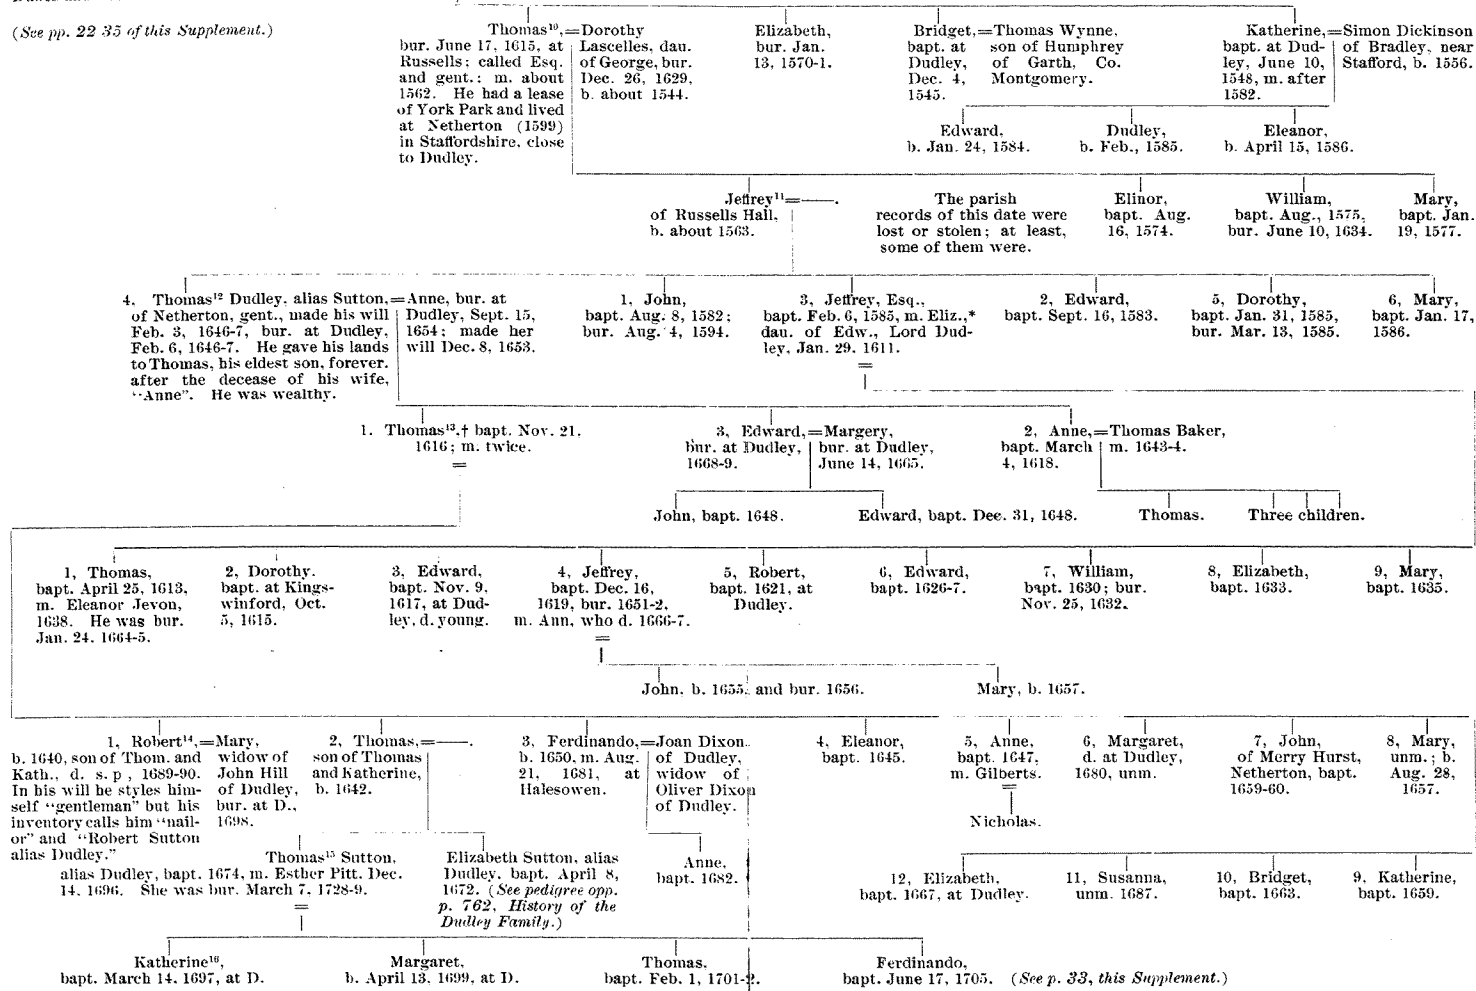 (See pp. 22 35 of this Supplement.)
Thomas¹⁰,=Dorothy
bur. June 17, 1615, at
Russells; called Esq.
and gent.; m. about
1562. He had a lease
of York Park and lived
at Netherton (1599)
in Staffordshire, close
to Dudley.
Lascelles, dau.
of George, bur.
Dec. 26, 1629,
b. about 1544.
Elizabeth,
bur. Jan.
13, 1570-1.
Bridget,=Thomas Wynne,
bapt. at
Dudley,
Dec. 4,
1545.
son of Humphrey
of Garth, Co.
Montgomery.
Katherine,=Simon Dickinson
bapt. at Dud-
ley, June 10,
1548, m. after
1582.
of Bradley, near
Stafford, b. 1556.
Edward,
b. Jan. 24, 1584.
Dudley,
b. Feb., 1585.
Eleanor,
b. April 15, 1586.
Jeffrey¹¹=——.
of Russells Hall,
b. about 1563.
The parish
records of this date were
lost or stolen; at least,
some of them were.
Elinor,
bapt. Aug.
16, 1574.
William,
bapt. Aug., 1575,
bur. June 10, 1634.
Mary,
bapt. Jan.
19, 1577.
4, Thomas¹² Dudley, alias Sutton,=Anne, bur. at
of Netherton, gent., made his will
Feb. 3, 1646-7, bur. at Dudley,
Feb. 6, 1646-7. He gave his lands
to Thomas, his eldest son, forever,
after the decease of his wife,
"Anne". He was wealthy.
Dudley, Sept. 15,
1654; made her
will Dec. 8, 1653.
1, John,
bapt. Aug. 8, 1582;
bur. Aug. 4, 1594.
3, Jeffrey, Esq.,
bapt. Feb. 6, 1585, m. Eliz.,*
dau. of Edw., Lord Dud-
ley, Jan. 29, 1611.
=
2, Edward,
bapt. Sept. 16, 1583.
5, Dorothy,
bapt. Jan. 31, 1585,
bur. Mar. 13, 1585.
6, Mary,
bapt. Jan. 17,
1586.
1. Thomas¹³,† bapt. Nov. 21,
1616; m. twice.
=
3, Edward,=Margery,
bur. at Dudley,
1668-9.
bur. at Dudley,
June 14, 1665.
2, Anne,=Thomas Baker,
bapt. March
4, 1618.
m. 1643-4.
John, bapt. 1648.
Edward, bapt. Dec. 31, 1648.
Thomas.
Three children.
1, Thomas,
bapt. April 25, 1613,
m. Eleanor Jevon,
1638. He was bur.
Jan. 24, 1664-5.
2, Dorothy.
bapt. at Kings-
winford, Oct.
5, 1615.
3, Edward,
bapt. Nov. 9,
1617, at Dud-
ley, d. young.
4, Jeffrey,
bapt. Dec. 16,
1619, bur. 1651-2,
m. Ann, who d. 1666-7.
=
5, Robert,
bapt. 1621, at
Dudley.
6, Edward,
bapt. 1626-7.
7, William,
bapt. 1630; bur.
Nov. 25, 1632.
8, Elizabeth,
bapt. 1633.
9, Mary,
bapt. 1635.
John, b. 1655, and bur. 1656.
Mary, b. 1657.
1, Robert¹⁴,=Mary,
b. 1640, son of Thom. and
Kath., d. s. p , 1689-90.
In his will he styles him-
self "gentleman" but his
inventory calls him "nail-
or" and "Robert Sutton
alias Dudley."
widow of
John Hill
of Dudley,
bur. at D.,
1698.
2, Thomas,=——.
son of Thomas
and Katherine,
b. 1642.
3, Ferdinando,=Joan Dixon
b. 1650, m. Aug.
21, 1681, at
Halesowen.
of Dudley,
widow of
Oliver Dixon
of Dudley.
4, Eleanor,
bapt. 1645.
5, Anne,
bapt. 1647,
m. Gilberts.
=
Nicholas.
6, Margaret,
d. at Dudley,
1680, unm.
7, John,
of Merry Hurst,
Netherton, bapt.
1659-60.
8, Mary,
unm.; b.
Aug. 28,
1657.
Thomas¹⁵ Sutton,
alias Dudley, bapt. 1674, m. Esther Pitt. Dec.
14, 1696. She was bur. March 7, 1728-9.
=
Elizabeth Sutton, alias
Dudley, bapt. April 8,
1672. (See pedigree opp.
p. 762, History of the
Dudley Family.)
Anne,
bapt. 1682.
12, Elizabeth,
bapt. 1667, at Dudley.
11, Susanna,
unm. 1687.
10, Bridget,
bapt. 1663.
9, Katherine,
bapt. 1659.
Katherine¹⁶,
bapt. March 14, 1697, at D.
Margaret,
b. April 13, 1699, at D.
Thomas,
bapt. Feb. 1, 1701-2.
Ferdinando,
bapt. June 17, 1705. (See p. 33, this Supplement.)